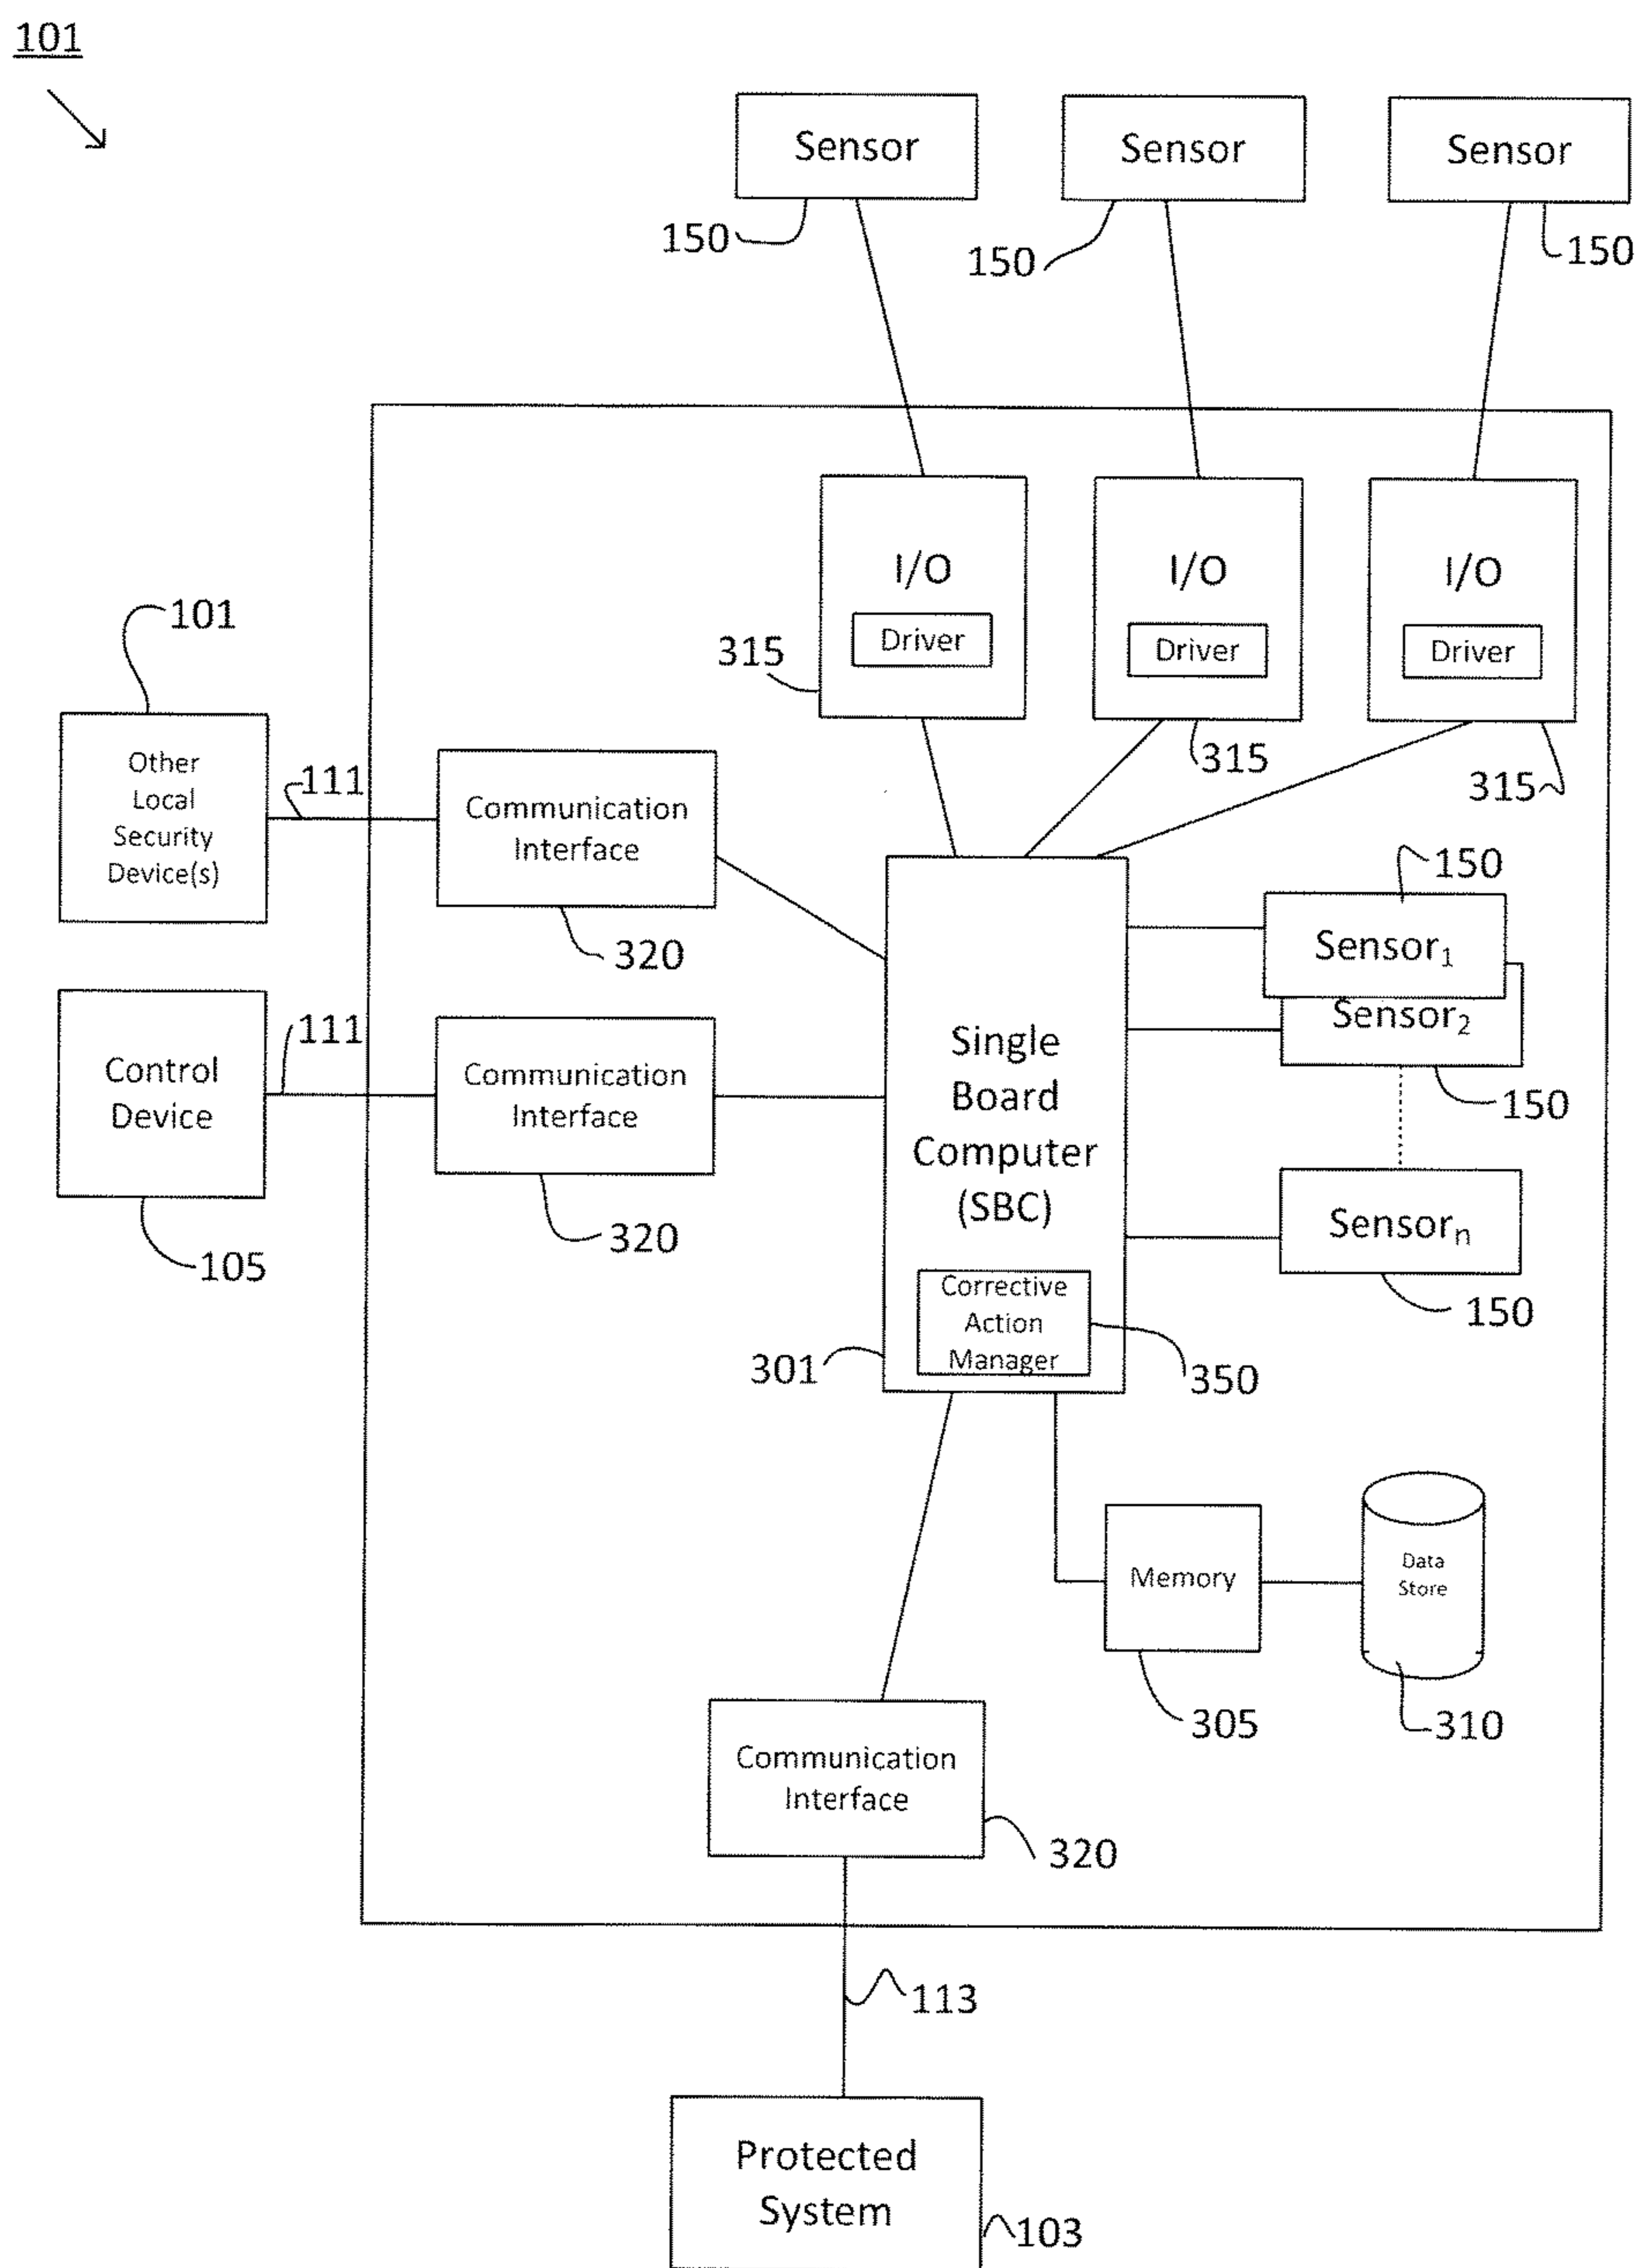 101
Sensor
Sensor
Sensor
150
150
150
I/O
Driver
I/O
Driver
I/O
Driver
315
315
315
101
Other
Local
Security
Device(s)
111
Communication
Interface
320
Control
Device
105
111
Communication
Interface
320
Single
Board
Computer
(SBC)
Corrective
Action
Manager
301
350
150
Sensor₁
Sensor₂
150
Sensorₙ
150
Memory
305
Data
Store
310
Communication
Interface
320
113
Protected
System
103